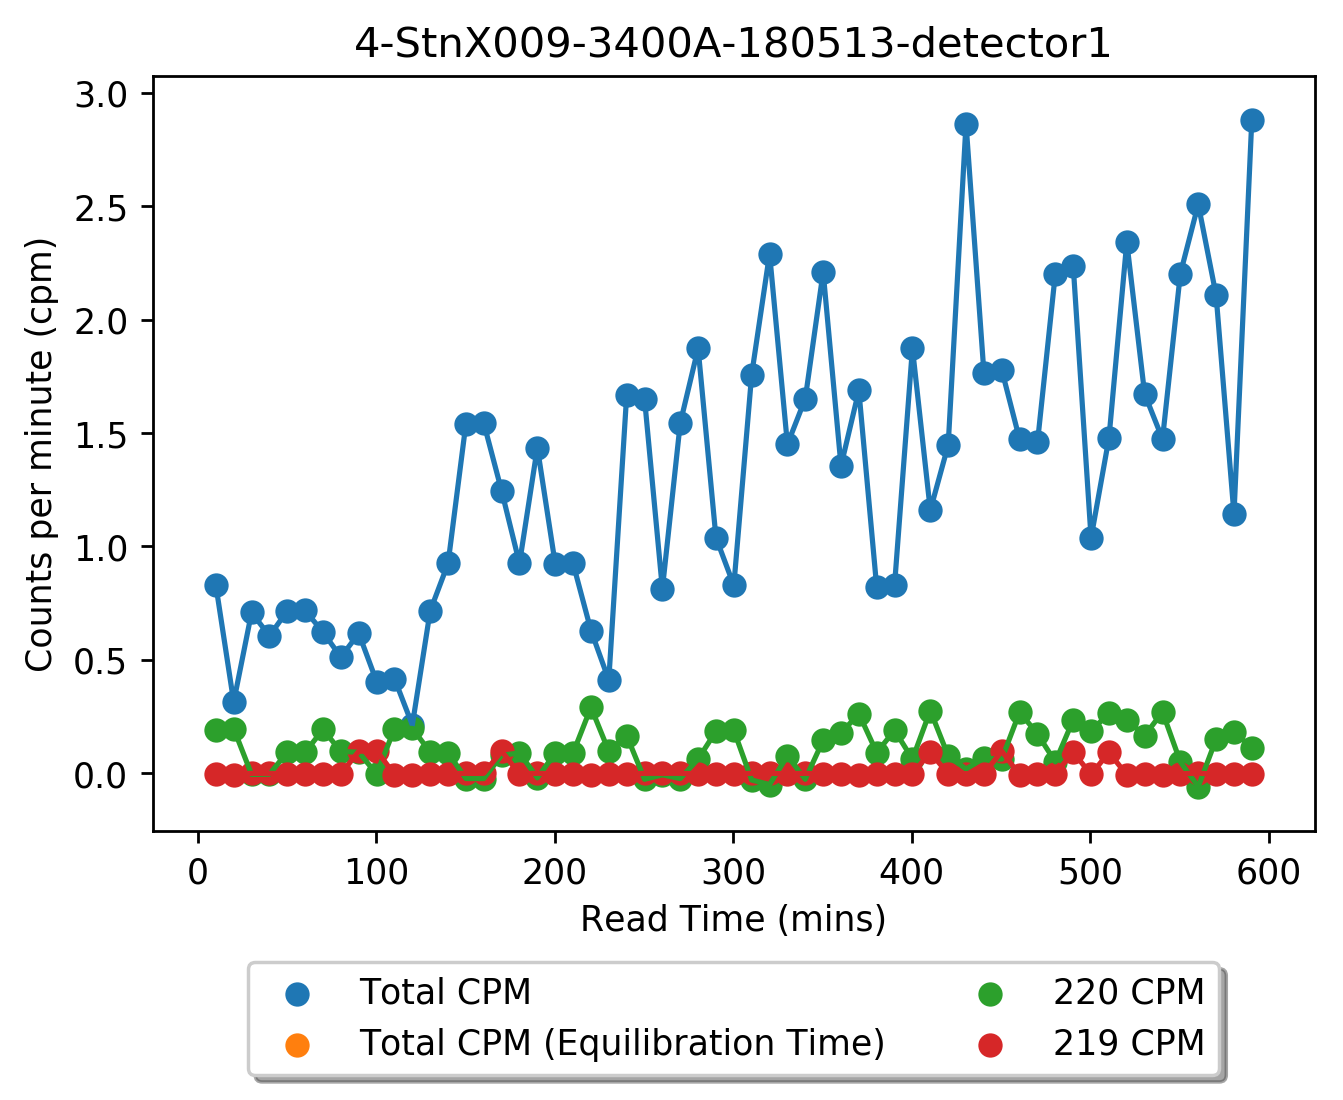 4-StnX009-3400A-180513-detector1
3.0
2.5
2.0
1.5
1.0
0.5
0.0
Counts per minute (cpm)
0 100 200 300 400 500 600
Read Time (mins)
Total CPM
Total CPM (Equilibration Time)
220 CPM
219 CPM